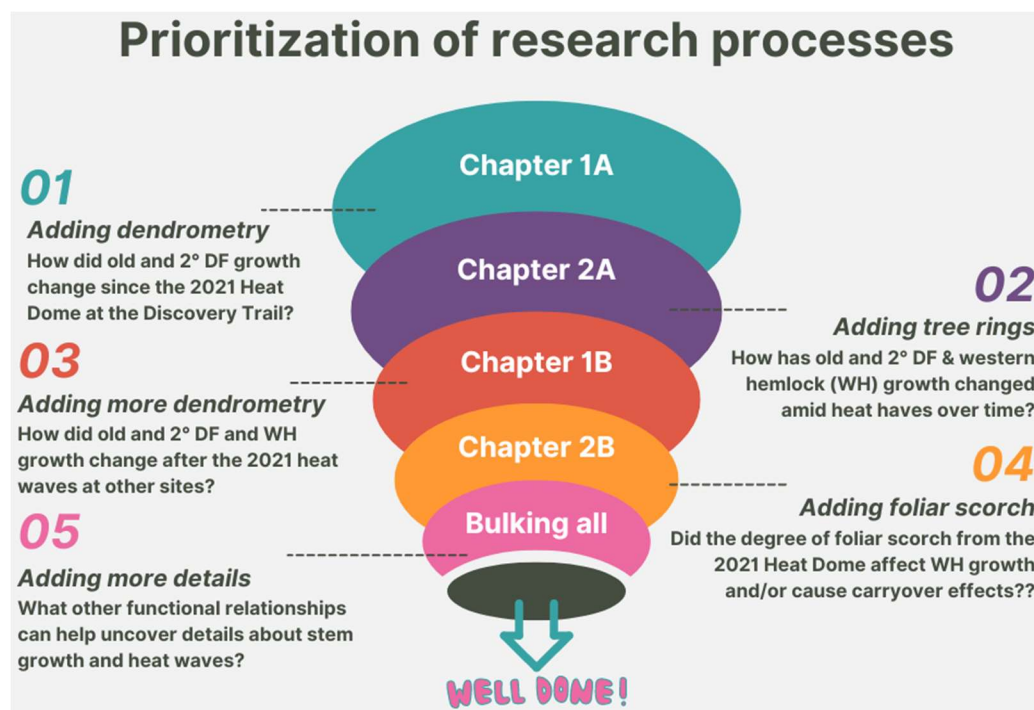 Prioritization of research processes
Chapter 1A
01
Adding dendrometry
How did old and 2° DF growth
change since the 2021 Heat
Dome at the Discovery Trail?
Chapter 2A
02
Adding tree rings
How has old and 2° DF & western
hemlock (WH) growth changed
amid heat haves over time?
Chapter 1B
03
Adding more dendrometry
How did old and 2° DF and WH
growth change after the 2021 heat
waves at other sites?
Chapter 2B
04
Adding foliar scorch
Did the degree of foliar scorch from the
2021 Heat Dome affect WH growth
and/or cause carryover effects??
Bulking all
05
Adding more details
What other functional relationships
can help uncover details about stem
growth and heat waves?
WELL DONE!